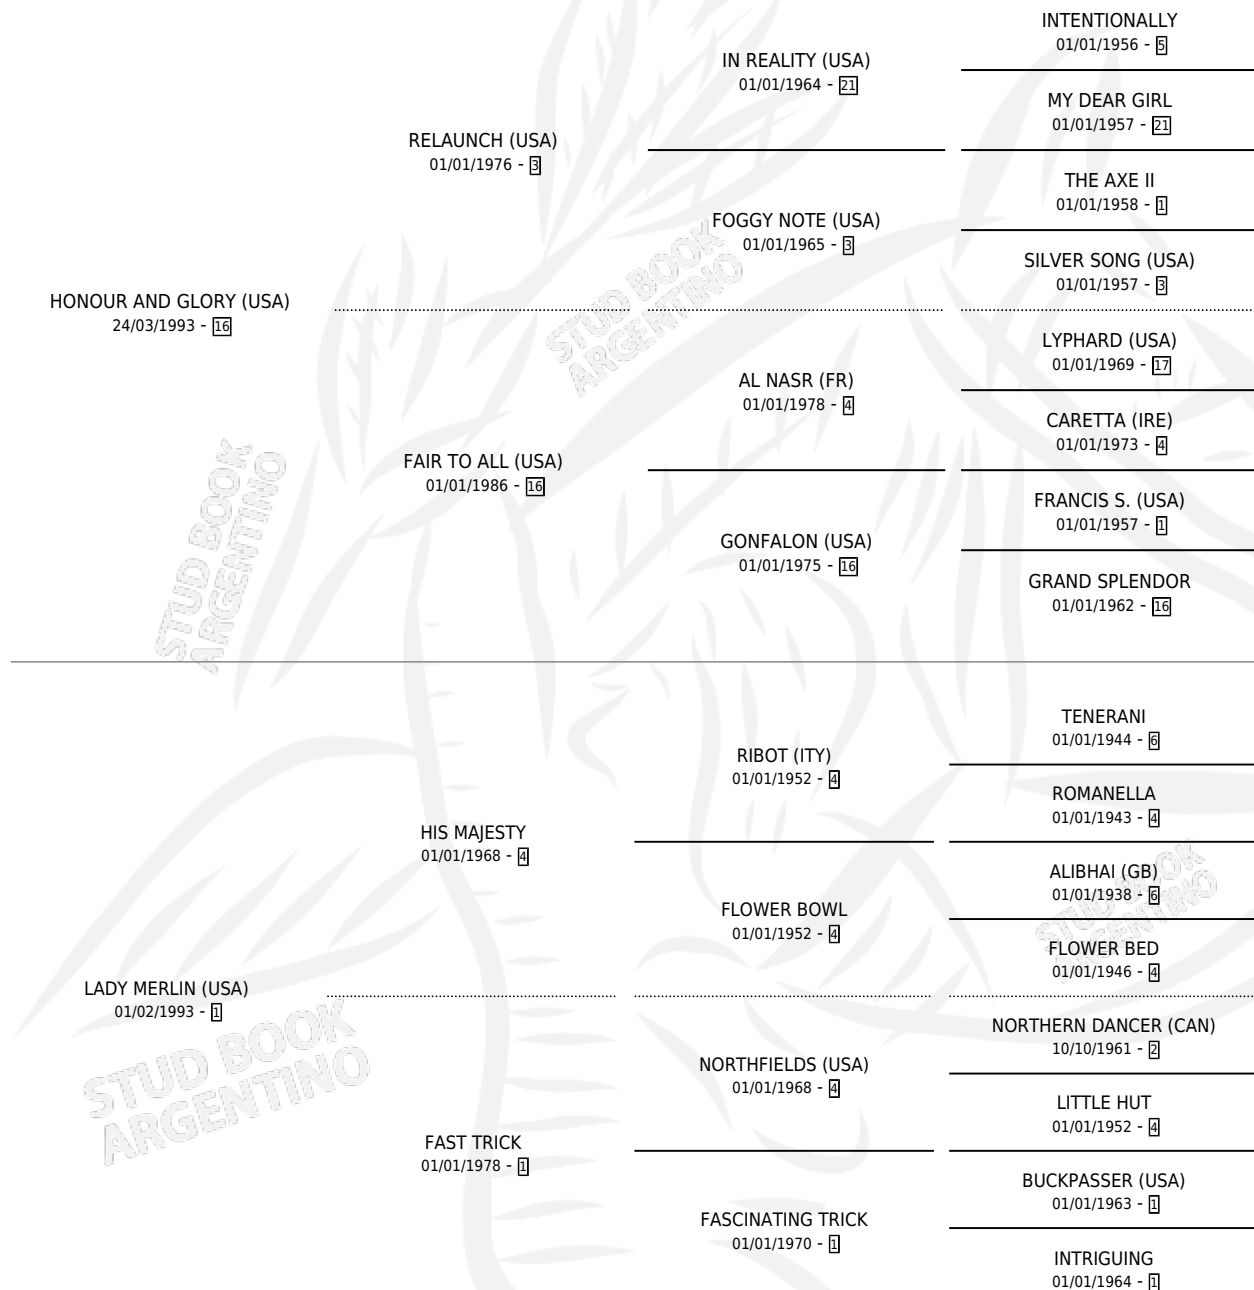 INTENTIONALLY
01/01/1956 - 5
IN REALITY (USA)
01/01/1964 - 21
MY DEAR GIRL
01/01/1957 - 21
RELAUNCH (USA)
01/01/1976 - 3
THE AXE II
01/01/1958 - 1
FOGGY NOTE (USA)
01/01/1965 - 3
SILVER SONG (USA)
01/01/1957 - 3
HONOUR AND GLORY (USA)
24/03/1993 - 16
LYPHARD (USA)
01/01/1969 - 17
AL NASR (FR)
01/01/1978 - 4
CARETTA (IRE)
01/01/1973 - 4
FAIR TO ALL (USA)
01/01/1986 - 16
FRANCIS S. (USA)
01/01/1957 - 1
GONFALON (USA)
01/01/1975 - 16
GRAND SPLENDOR
01/01/1962 - 16
TENERANI
01/01/1944 - 6
RIBOT (ITY)
01/01/1952 - 4
ROMANELLA
01/01/1943 - 4
HIS MAJESTY
01/01/1968 - 4
ALIBHAI (GB)
01/01/1938 - 6
FLOWER BOWL
01/01/1952 - 4
FLOWER BED
01/01/1946 - 4
LADY MERLIN (USA)
01/02/1993 - 1
NORTHERN DANCER (CAN)
10/10/1961 - 2
NORTHFIELDS (USA)
01/01/1968 - 4
LITTLE HUT
01/01/1952 - 4
FAST TRICK
01/01/1978 - 1
BUCKPASSER (USA)
01/01/1963 - 1
FASCINATING TRICK
01/01/1970 - 1
INTRIGUING
01/01/1964 - 1
STUD BOOK
ARGENTINO
STUD BOOK
ARGENTINO
STUD BOOK
ARGENTINO
STUD BOOK
ARGENTINO